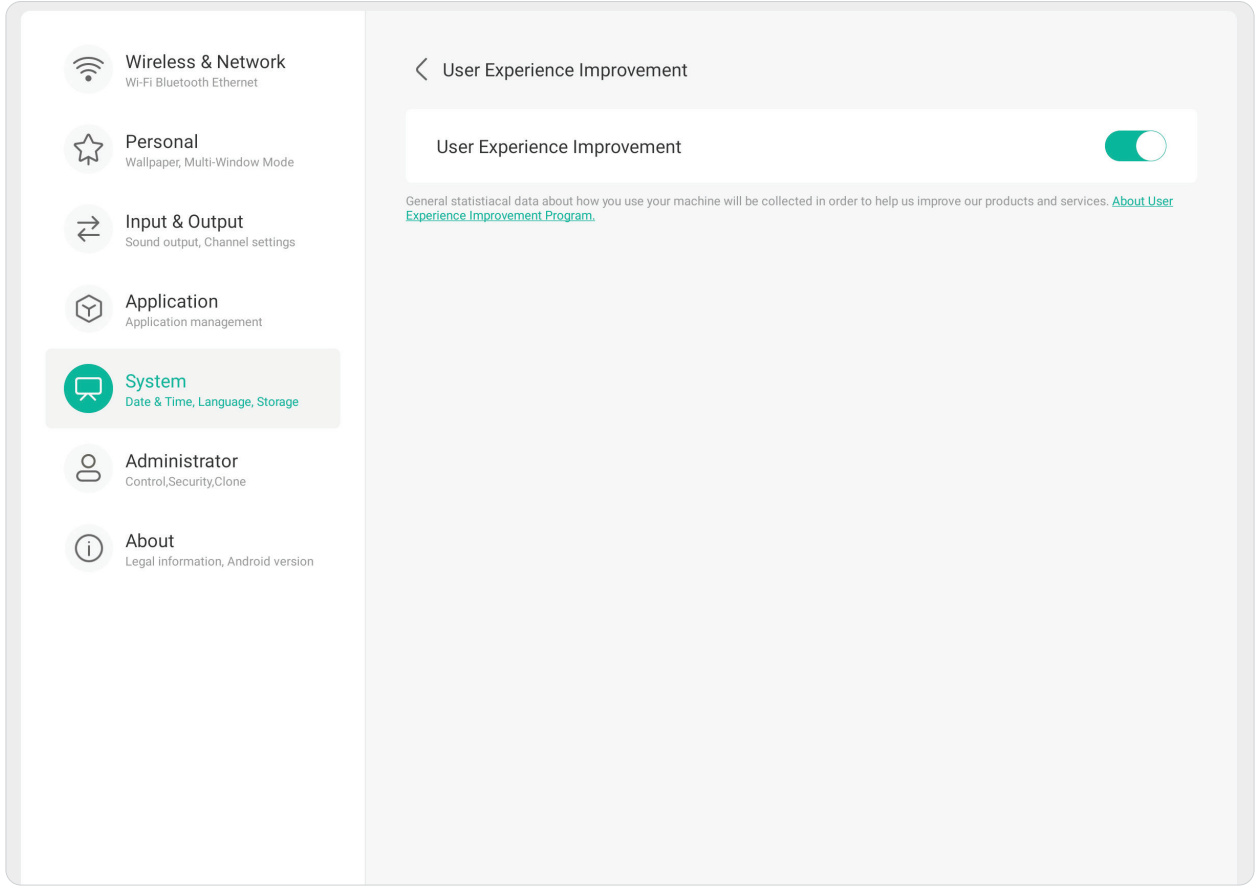 Wireless & Network
Wi-Fi Bluetooth Ethernet
Personal
Wallpaper, Multi-Window Mode
Input & Output
Sound output, Channel settings
Application
Application management
System
Date & Time, Language, Storage
Administrator
Control,Security,Clone
About
Legal information, Android version
User Experience Improvement
User Experience Improvement
General statistiacal data about how you use your machine will be collected in order to help us improve our products and services. About User
Experience Improvement Program.